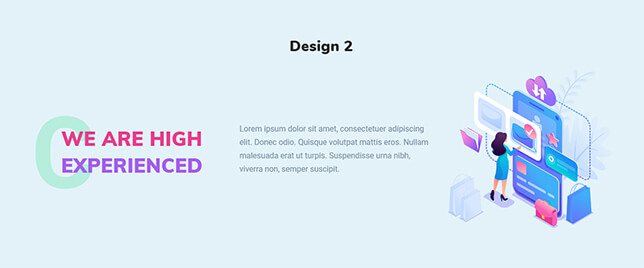 Design 2
C
WE ARE HIGH
EXPERIENCED
Lorem ipsum dolor sit amet, consectetuer adipiscing
elit. Donec odio. Quisque volutpat mattis eros. Nullam
malesuada erat ut turpis. Suspendisse urna nibh,
viverra non, semper suscipit.